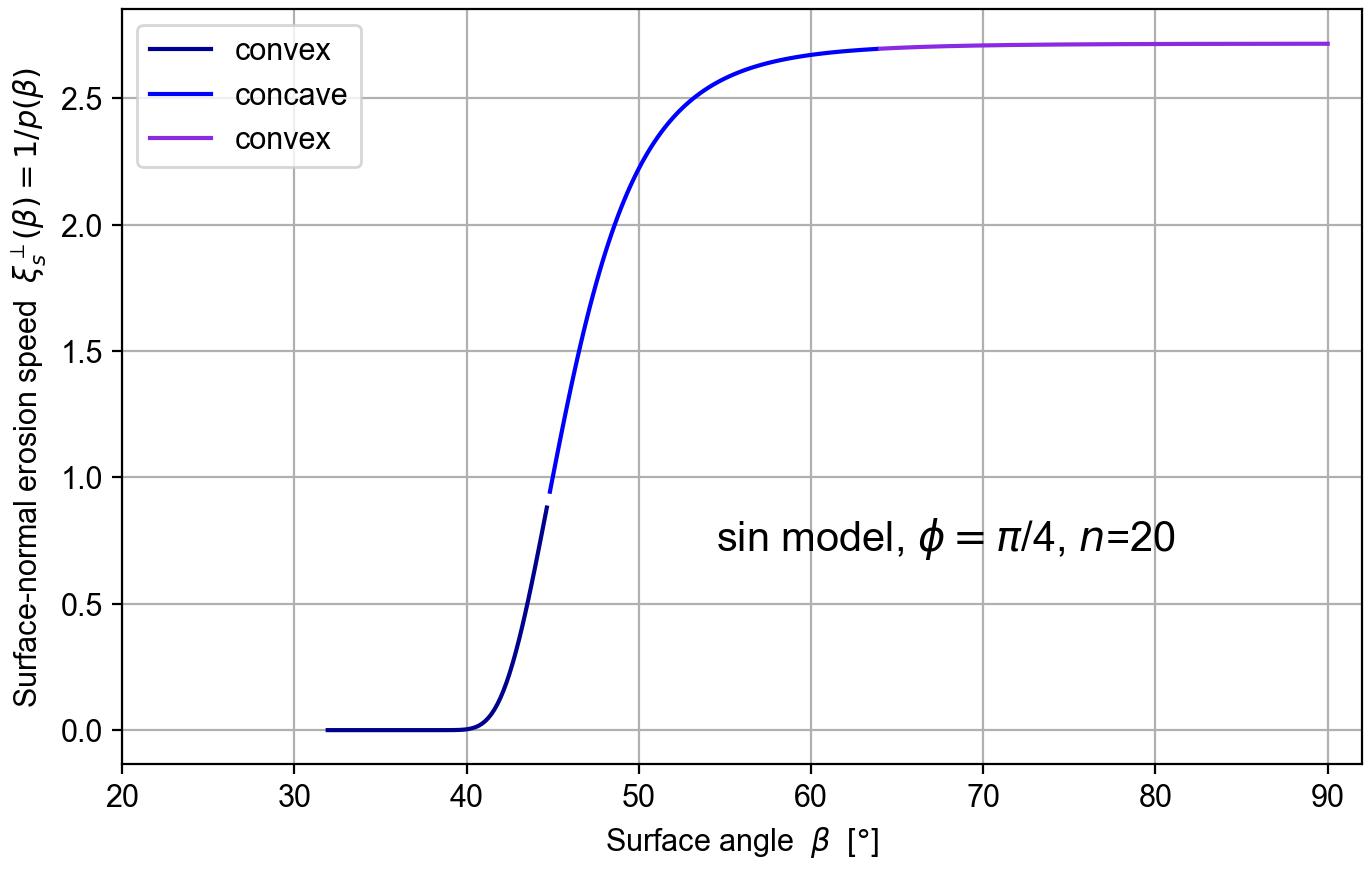 convex
concave
convex
Surface-normal erosion speed ξₛ^⊥(β) = 1/p(β)
2.5
2.0
1.5
1.0
0.5
0.0
sin model, ϕ = π/4, n=20
20 30 40 50 60 70 80 90
Surface angle β [°]